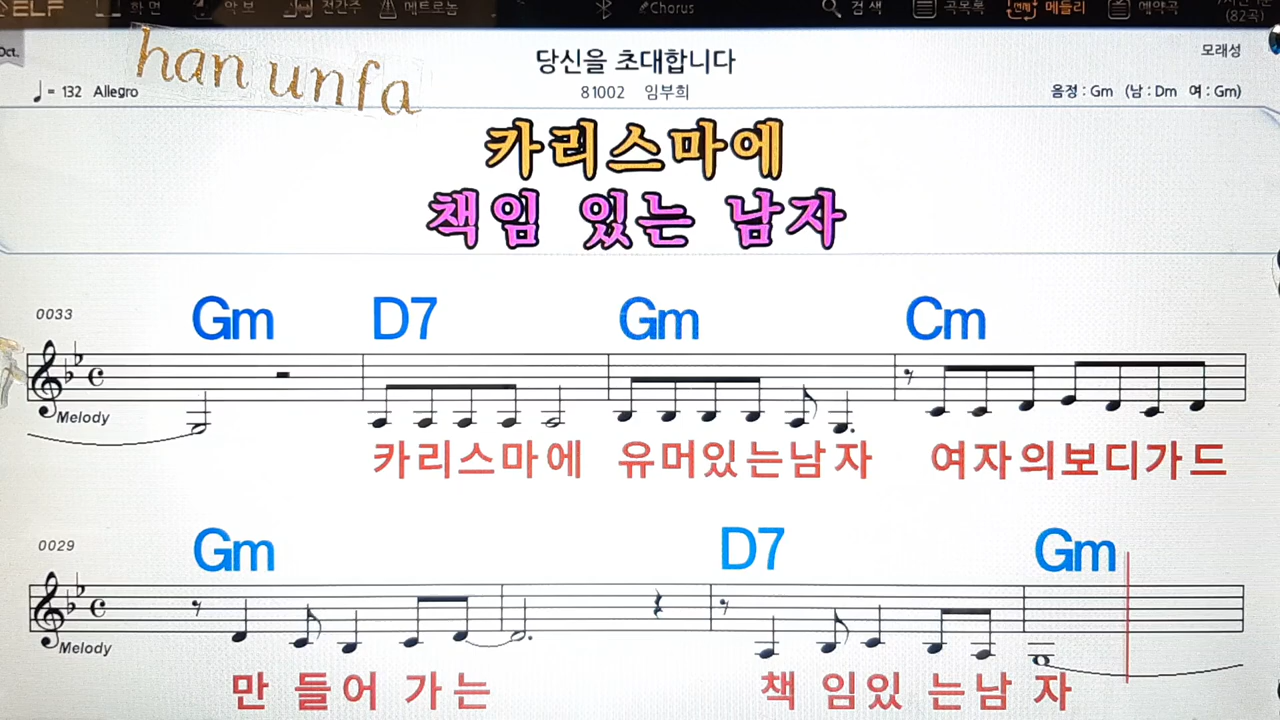 ELF 화면 악보 전간주 메트로놈 Chorus 검색 곡목록 메들리 예약곡
(82곡)
Oct.
han unfa
당신을 초대합니다
모래성
♩ = 132 Allegro
81002 임부희
음정 : Gm (남 : Dm 여 : Gm)
카리스마에
책임 있는 남자
0033
Gm D7 Gm Cm
Melody
카리스마에 유머있는남자 여자의보디가드
0029
Gm D7 Gm
Melody
만 들어 가는 책 임있 는남 자